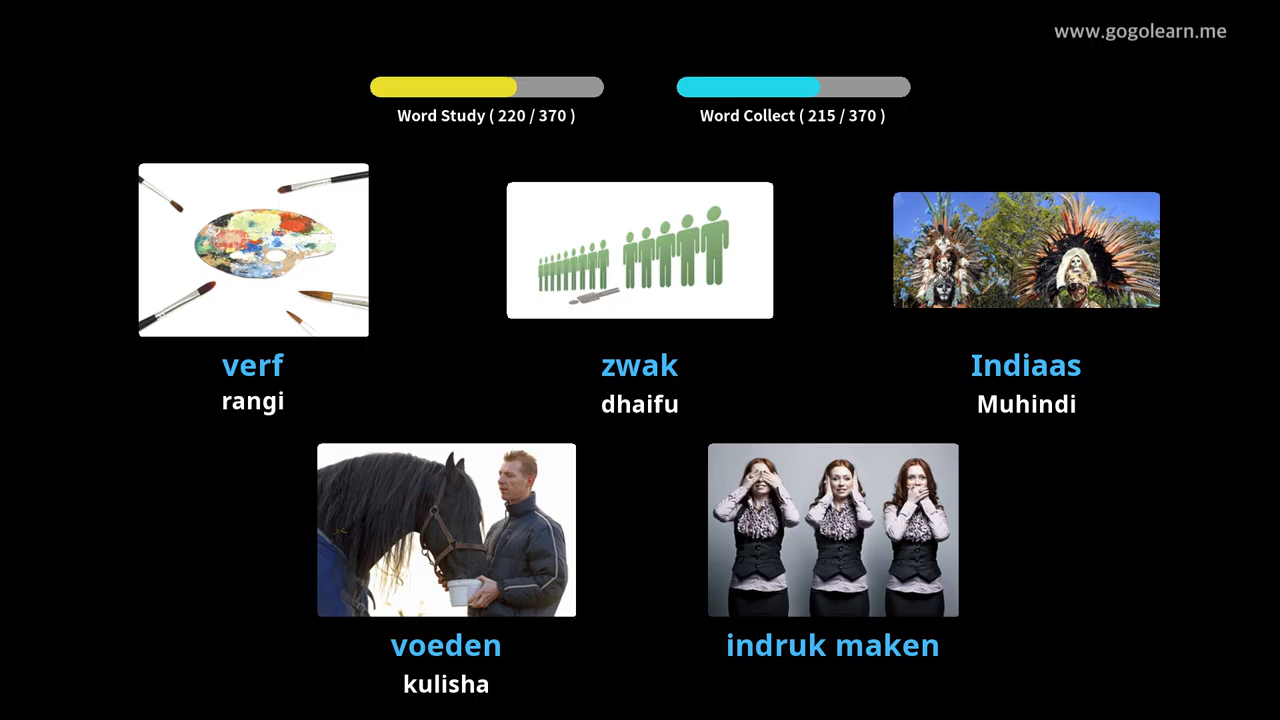 www.gogolearn.me
Word Study ( 220 / 370 )
Word Collect ( 215 / 370 )
verf
rangi
zwak
dhaifu
Indiaas
Muhindi
voeden
kulisha
indruk maken